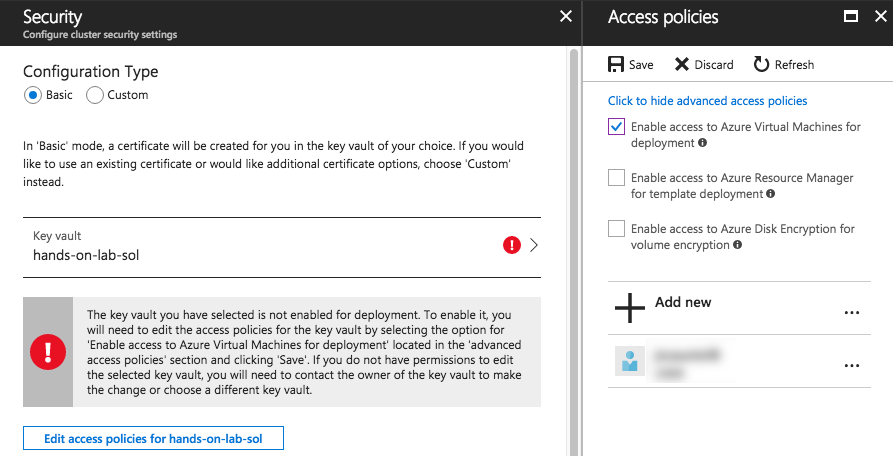 Security
Configure cluster security settings
Configuration Type
Basic
Custom
In 'Basic' mode, a certificate will be created for you in the key vault of your choice. If you would
like to use an existing certificate or would like additional certificate options, choose 'Custom'
instead.
Key vault
hands-on-lab-sol
The key vault you have selected is not enabled for deployment. To enable it, you
will need to edit the access policies for the key vault by selecting the option for
'Enable access to Azure Virtual Machines for deployment' located in the 'advanced
access policies' section and clicking 'Save'. If you do not have permissions to edit
the selected key vault, you will need to contact the owner of the key vault to make
the change or choose a different key vault.
Edit access policies for hands-on-lab-sol
Access policies
Save
Discard
Refresh
Click to hide advanced access policies
Enable access to Azure Virtual Machines for
deployment
Enable access to Azure Resource Manager
for template deployment
Enable access to Azure Disk Encryption for
volume encryption
Add new